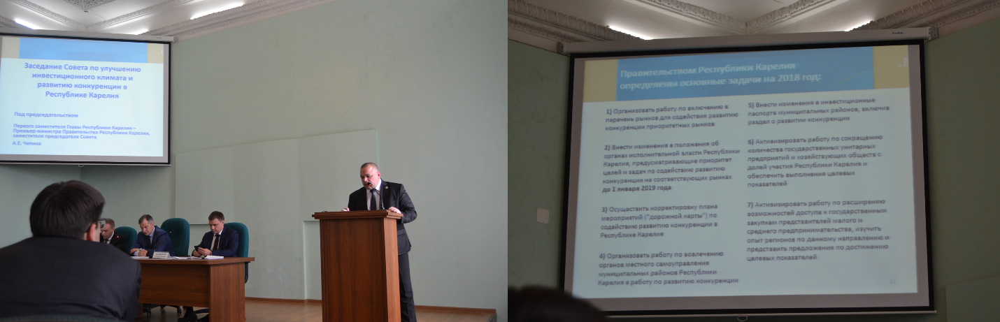 Заседание Совета по улучшению
инвестиционного климата и
развитию конкуренции в
Республике Карелия
Под председательством
Первого заместителя Главы Республики Карелия –
Премьер-министра Правительства Республики Карелия,
заместителя председателя Совета
А.Е. Чепика
Правительством Республики Карелия
определены основные задачи на 2018 год:
1) Организовать работу по включению в
перечень рынков для содействия развитию
конкуренции приоритетных рынков
2) Внести изменения в положения об
органах исполнительной власти Республики
Карелия, предусматривающие приоритет
целей и задач по содействию развитию
конкуренции на соответствующих рынках
до 1 января 2019 года
3) Осуществить корректировку плана
мероприятий ("дорожной карты") по
содействию развитию конкуренции в
Республике Карелия
4) Организовать работу по вовлечению
органов местного самоуправления
муниципальных районов Республики
Карелия в работу по развитию конкуренции
5) Внести изменения в инвестиционные
паспорта муниципальных районов, включив
раздел о развитии конкуренции
6) Активизировать работу по сокращению
количества государственных унитарных
предприятий и хозяйствующих обществ с
долей участия Республики Карелия и
обеспечить выполнения целевых
показателей
7) Активизировать работу по расширению
возможностей доступа к государственным
закупкам представителей малого и
среднего предпринимательства, изучить
опыт регионов по данному направлению и
представить предложения по достижению
целевых показателей
12